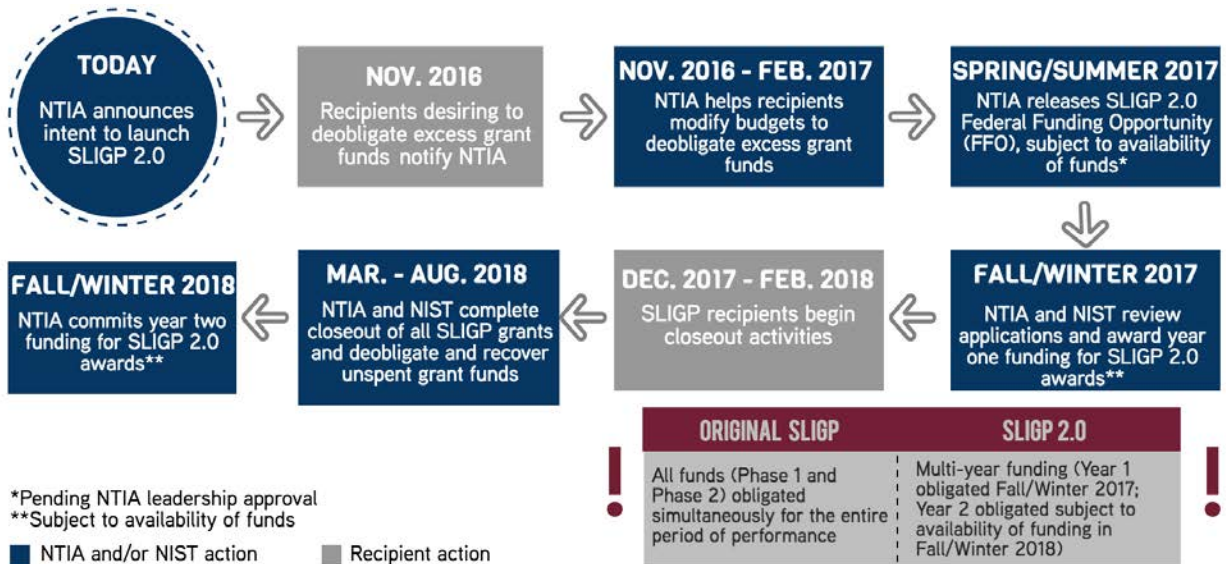 TODAY
NTIA announces
intent to launch
SLIGP 2.0
NOV. 2016
Recipients desiring to
deobligate excess grant
funds notify NTIA
NOV. 2016 - FEB. 2017
NTIA helps recipients
modify budgets to
deobligate excess grant
funds
SPRING/SUMMER 2017
NTIA releases SLIGP 2.0
Federal Funding Opportunity
(FFO), subject to availability
of funds*
FALL/WINTER 2017
NTIA and NIST review
applications and award year
one funding for SLIGP 2.0
awards**
DEC. 2017 - FEB. 2018
SLIGP recipients begin
closeout activities
MAR. - AUG. 2018
NTIA and NIST complete
closeout of all SLIGP grants
and deobligate and recover
unspent grant funds
FALL/WINTER 2018
NTIA commits year two
funding for SLIGP 2.0
awards**
!
ORIGINAL SLIGP
All funds (Phase 1 and
Phase 2) obligated
simultaneously for the entire
period of performance
SLIGP 2.0
Multi-year funding (Year 1
obligated Fall/Winter 2017;
Year 2 obligated subject to
availability of funding in
Fall/Winter 2018)
!
*Pending NTIA leadership approval
**Subject to availability of funds
NTIA and/or NIST action
Recipient action